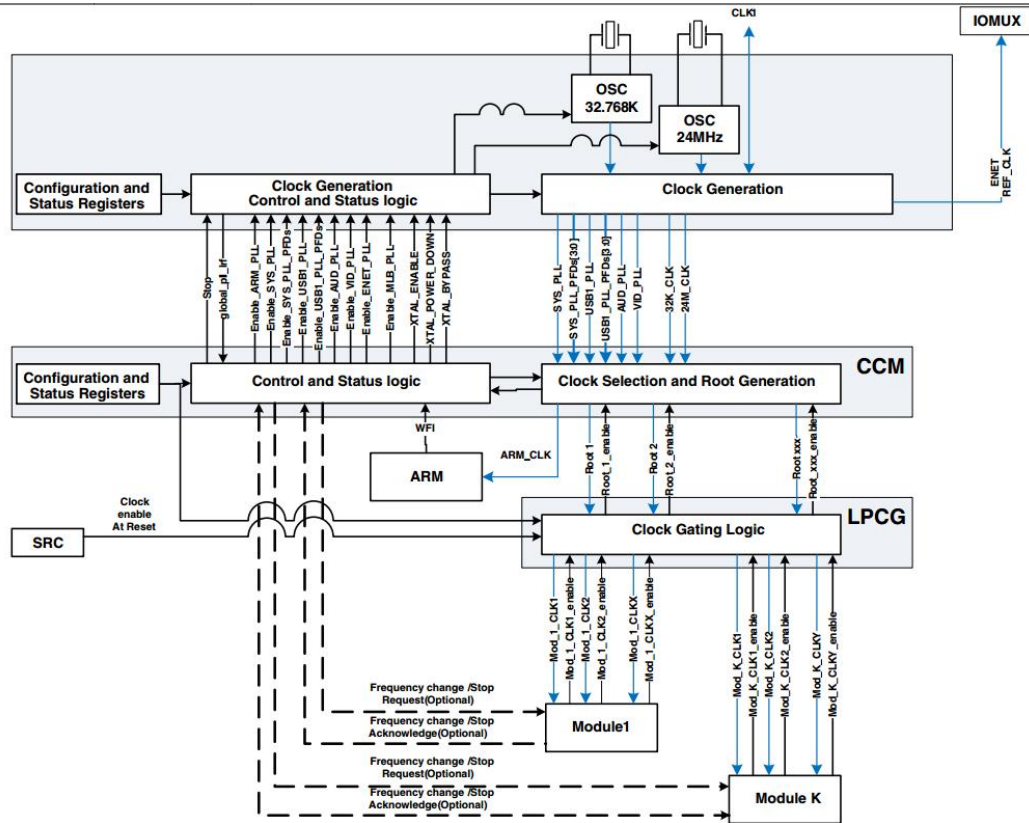 CLK1
IOMUX
OSC
32.768K
OSC
24MHz
ENET
REF_CLK
Configuration and
Status Registers
Clock Generation
Control and Status logic
Clock Generation
Stop
global_pll_lrf
Enable_ARM_PLL
Enable_SYS_PLL
Enable_SYS_PLL_PFDs
Enable_USB1_PLL
Enable_USB1_PLL_PFDs
Enable_AUD_PLL
Enable_VID_PLL
Enable_ENET_PLL
Enable_MLB_PLL
XTAL_ENABLE
XTAL_POWER_DOWN
XTAL_BYPASS
SYS_PLL
SYS_PLL_PFDs[3:0]
USB1_PLL
USB1_PLL_PFDs[3:0]
AUD_PLL
VID_PLL
32K_CLK
24M_CLK
CCM
Configuration and
Status Registers
Control and Status logic
Clock Selection and Root Generation
WFI
ARM
ARM_CLK
Root 1
Root_1_enable
Root 2
Root_2_enable
Root xxx
Root_xxx_enable
LPCG
Clock
enable
At Reset
SRC
Clock Gating Logic
Mod_1_CLK1
Mod_1_CLK1_enable
Mod_1_CLK2
Mod_1_CLK2_enable
Mod_1_CLKX
Mod_1_CLKX_enable
Mod_K_CLK1
Mod_K_CLK1_enable
Mod_K_CLK2
Mod_K_CLK2_enable
Mod_K_CLKY
Mod_K_CLKY_enable
Frequency change /Stop
Request(Optional)
Frequency change /Stop
Acknowledge(Optional)
Module1
Frequency change /Stop
Request(Optional)
Frequency change /Stop
Acknowledge(Optional)
Module K